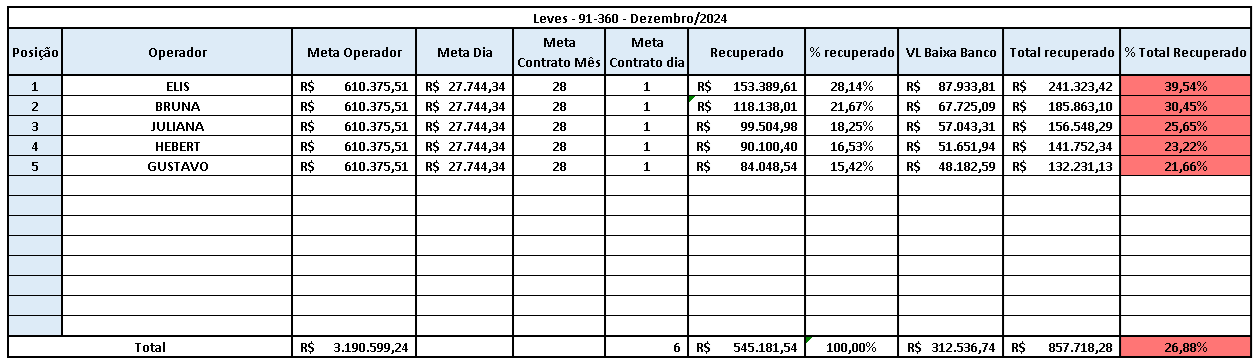 Leves - 91-360 - Dezembro/2024
Posição Operador Meta Operador Meta Dia Meta Contrato Mês Meta Contrato dia Recuperado % recuperado VL Baixa Banco Total recuperado % Total Recuperado
1 ELIS R$ 610.375,51 R$ 27.744,34 28 1 R$ 153.389,61 28,14% R$ 87.933,81 R$ 241.323,42 39,54%
2 BRUNA R$ 610.375,51 R$ 27.744,34 28 1 R$ 118.138,01 21,67% R$ 67.725,09 R$ 185.863,10 30,45%
3 JULIANA R$ 610.375,51 R$ 27.744,34 28 1 R$ 99.504,98 18,25% R$ 57.043,31 R$ 156.548,29 25,65%
4 HEBERT R$ 610.375,51 R$ 27.744,34 28 1 R$ 90.100,40 16,53% R$ 51.651,94 R$ 141.752,34 23,22%
5 GUSTAVO R$ 610.375,51 R$ 27.744,34 28 1 R$ 84.048,54 15,42% R$ 48.182,59 R$ 132.231,13 21,66%
Total R$ 3.190.599,24 6 R$ 545.181,54 100,00% R$ 312.536,74 R$ 857.718,28 26,88%